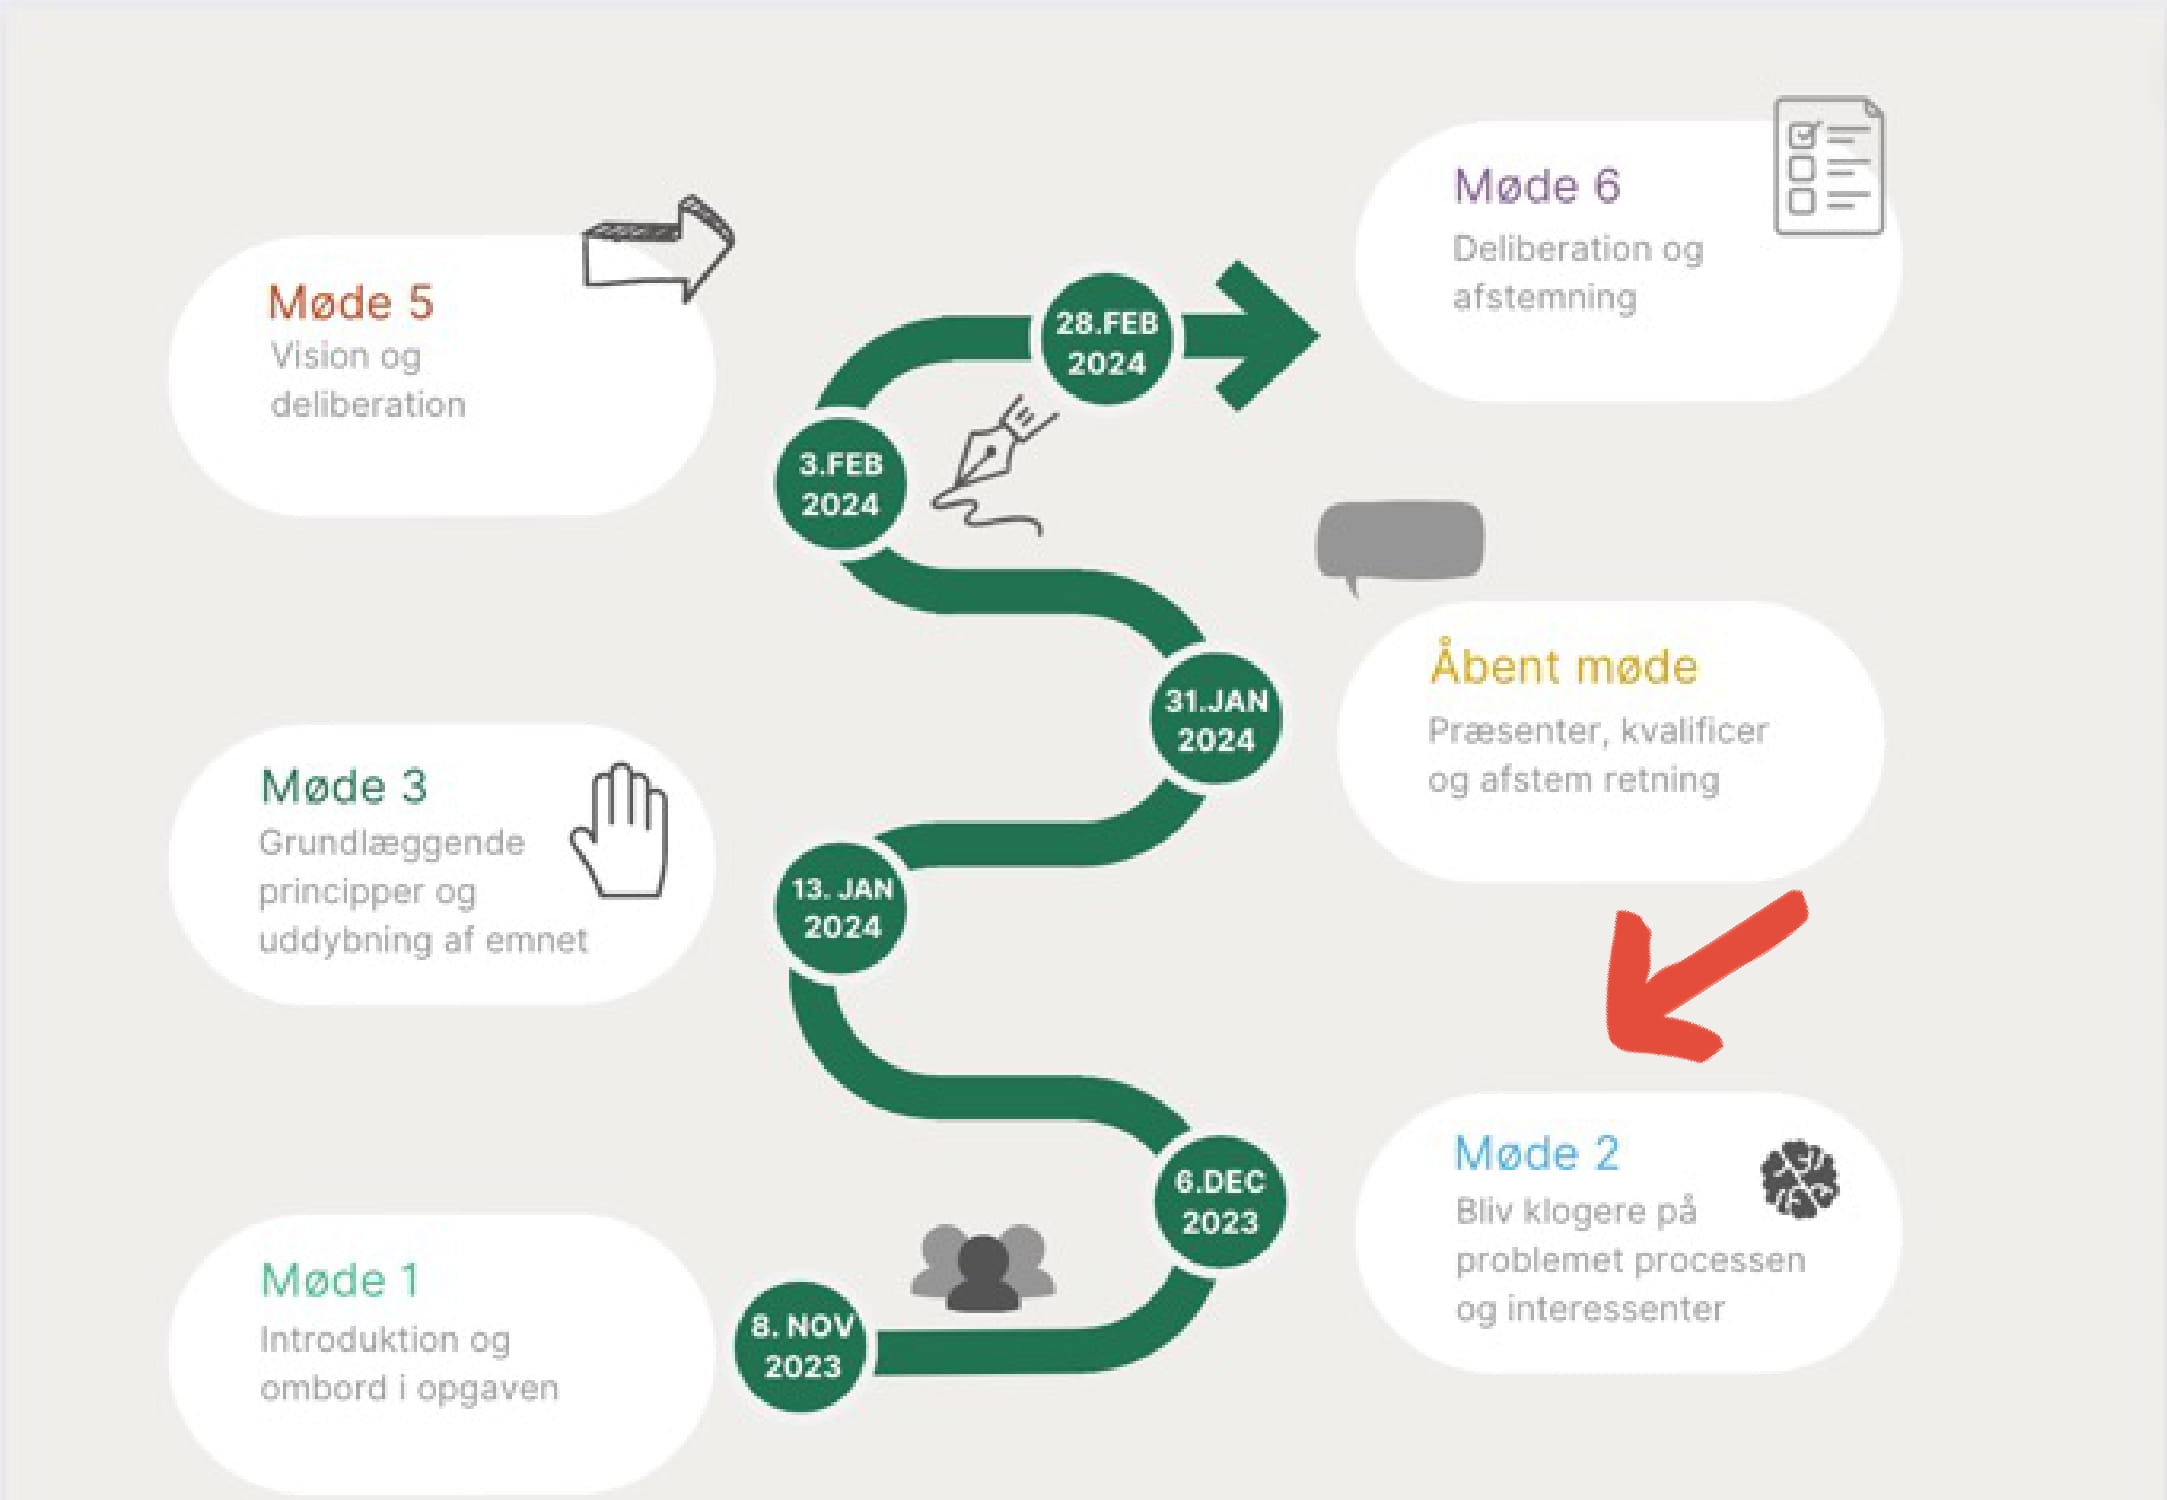 Møde 6
Deliberation og
afstemning
Møde 5
Vision og
deliberation
28.FEB
2024
3.FEB
2024
Åbent møde
Præsenter, kvalificer
og afstem retning
31.JAN
2024
Møde 3
Grundlæggende
principper og
uddybning af emnet
13. JAN
2024
Møde 2
Bliv klogere på
problemet processen
og interessenter
6.DEC
2023
Møde 1
Introduktion og
ombord i opgaven
8. NOV
2023